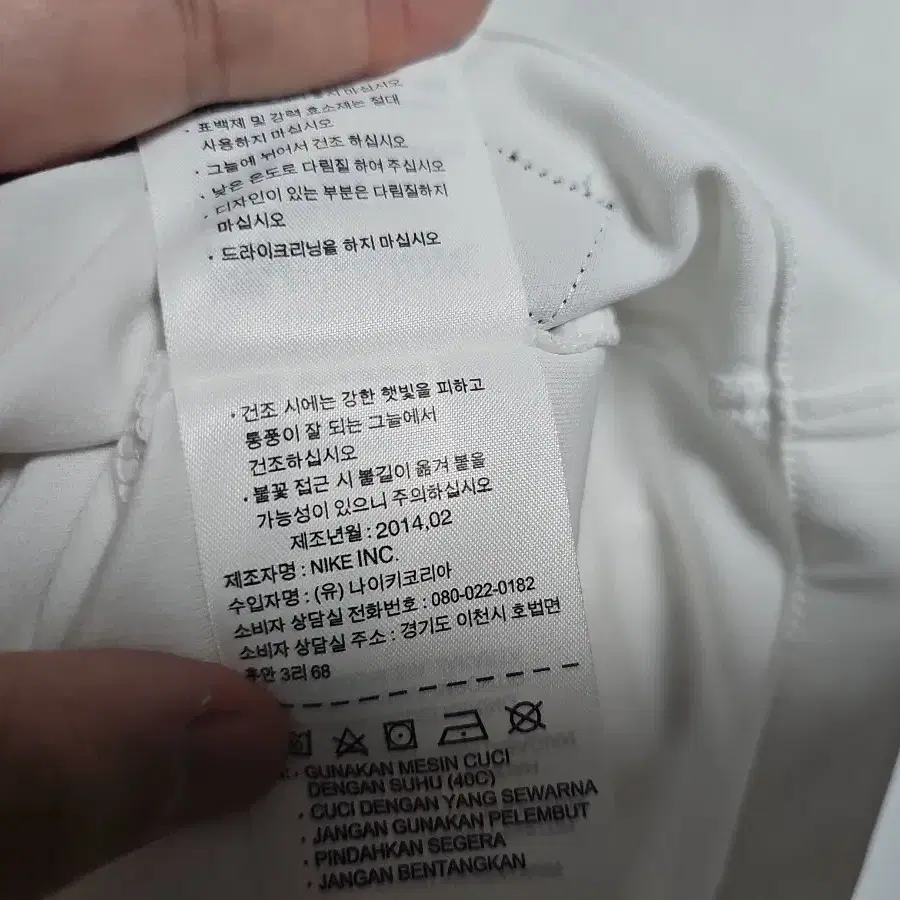 마십시오
· 표백제 및 강력 효소제는 절대
사용하지 마십시오
· 그늘에 뉘어서 건조 하십시오
· 낮은 온도로 다림질 하여 주십시오
· 디자인이 있는 부분은 다림질하지
마십시오
· 드라이크리닝을 하지 마십시오
· 건조 시에는 강한 햇빛을 피하고
통풍이 잘 되는 그늘에서
건조하십시오
· 불꽃 접근 시 불길이 옮겨 붙을
가능성이 있으니 주의하십시오
제조년월 : 2014.02
제조자명 : NIKE INC.
수입자명 : (유) 나이키코리아
소비자 상담실 전화번호 : 080-022-0182
소비자 상담실 주소 : 경기도 이천시 호법면
후안 3리 68
· GUNAKAN MESIN CUCI
DENGAN SUHU (40C)
· CUCI DENGAN YANG SEWARNA
· JANGAN GUNAKAN PELEMBUT
· PINDAHKAN SEGERA
· JANGAN BENTANGKAN